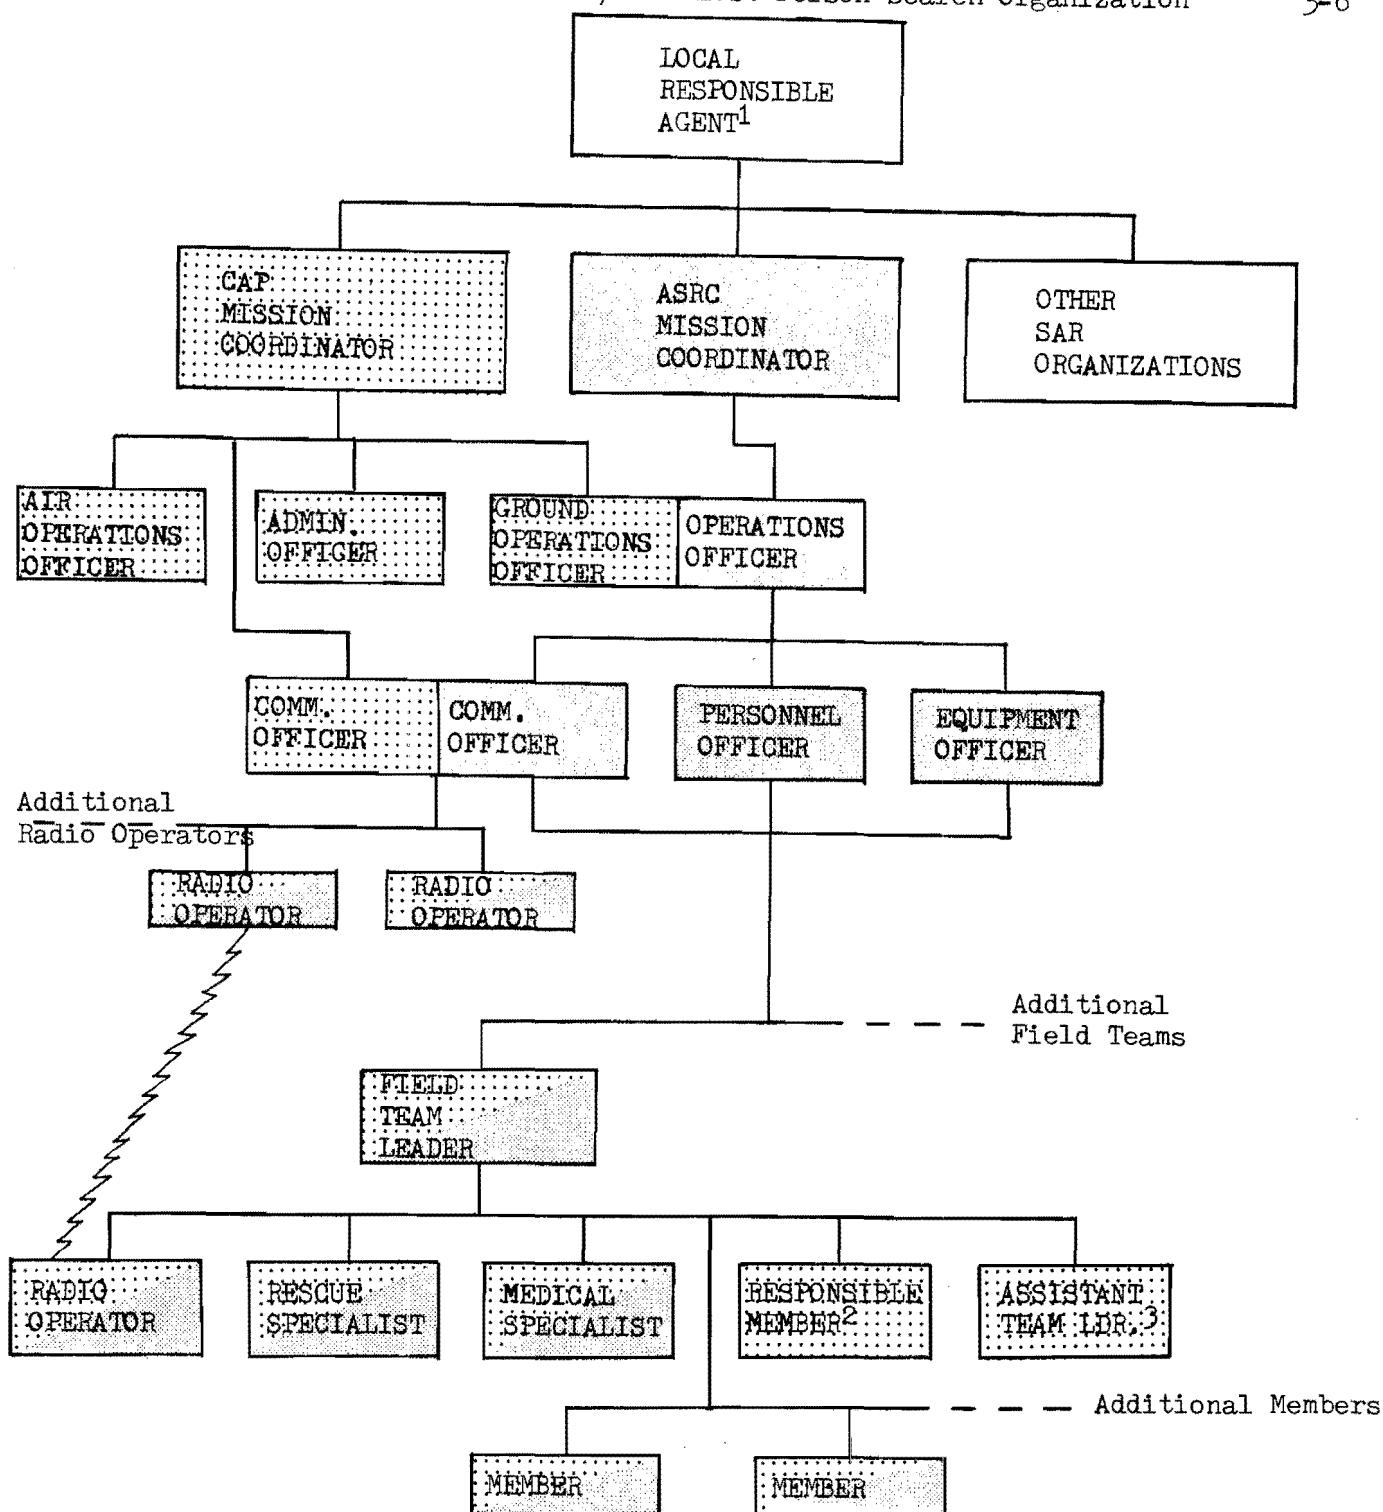 Person Search Organization
LOCAL
RESPONSIBLE
AGENT1
CAP
MISSION
COORDINATOR
ASRC
MISSION
COORDINATOR
OTHER
SAR
ORGANIZATIONS
AIR
OPERATIONS
OFFICER
ADMIN.
OFFICER
GROUND
OPERATIONS
OFFICER
OPERATIONS
OFFICER
COMM.
OFFICER
COMM.
OFFICER
PERSONNEL
OFFICER
EQUIPMENT
OFFICER
Additional
Radio Operators
RADIO
OPERATOR
RADIO
OPERATOR
Additional
Field Teams
FIELD
TEAM
LEADER
RADIO
OPERATOR
RESCUE
SPECIALIST
MEDICAL
SPECIALIST
RESPONSIBLE
MEMBER2
ASSISTANT
TEAM LDR.3
Additional Members
MEMBER
MEMBER